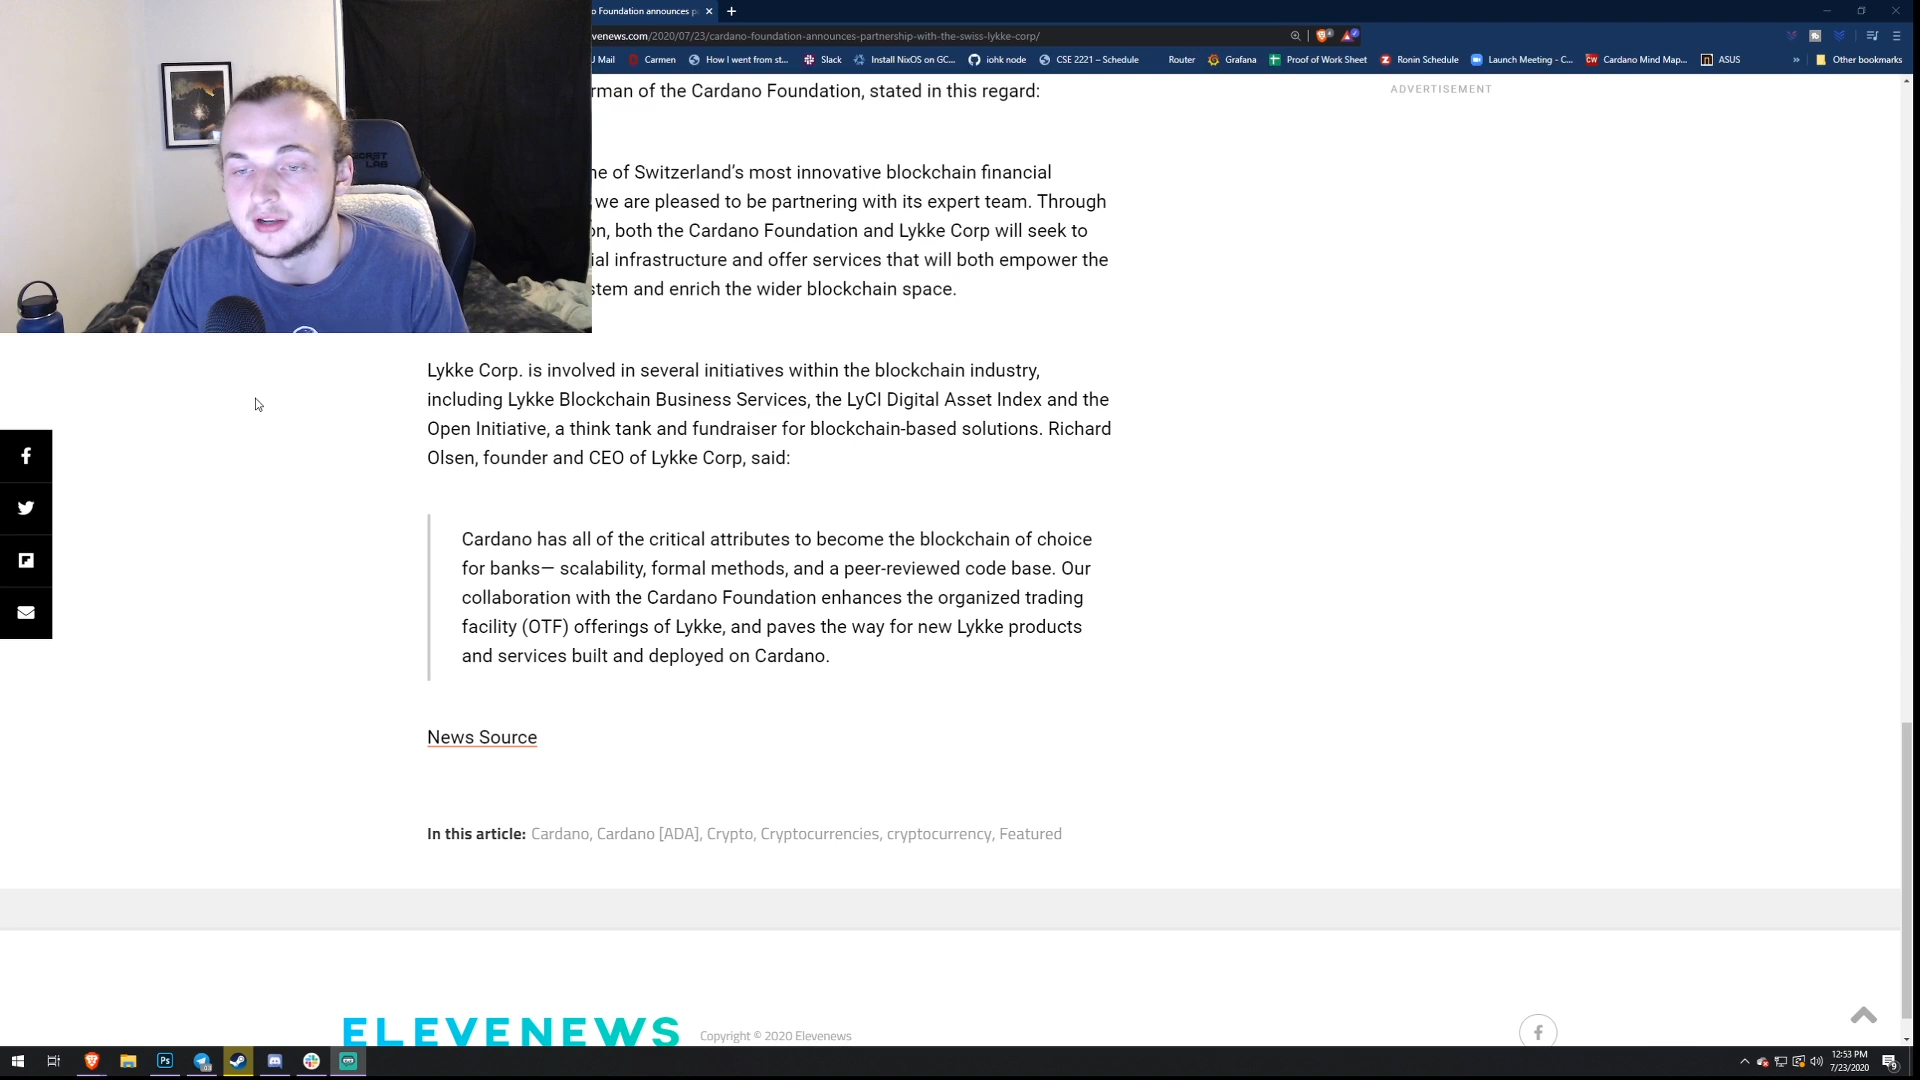 o Foundation announces p
venews.com/2020/07/23/cardano-foundation-announces-partnership-with-the-swiss-lykke-corp/
J Mail Carmen How I went from st... Slack Install NixOS on GC... iohk node CSE 2221 – Schedule Router Grafana Proof of Work Sheet Ronin Schedule Launch Meeting - C... Cardano Mind Map... ASUS » Other bookmarks
rman of the Cardano Foundation, stated in this regard:
ADVERTISEMENT
ne of Switzerland's most innovative blockchain financial
we are pleased to be partnering with its expert team. Through
on, both the Cardano Foundation and Lykke Corp will seek to
ial infrastructure and offer services that will both empower the
stem and enrich the wider blockchain space.
SECRET
LAB
Lykke Corp. is involved in several initiatives within the blockchain industry,
including Lykke Blockchain Business Services, the LyCI Digital Asset Index and the
Open Initiative, a think tank and fundraiser for blockchain-based solutions. Richard
Olsen, founder and CEO of Lykke Corp, said:
Cardano has all of the critical attributes to become the blockchain of choice
for banks— scalability, formal methods, and a peer-reviewed code base. Our
collaboration with the Cardano Foundation enhances the organized trading
facility (OTF) offerings of Lykke, and paves the way for new Lykke products
and services built and deployed on Cardano.
News Source
In this article: Cardano, Cardano [ADA], Crypto, Cryptocurrencies, cryptocurrency, Featured
ELEVENEWS Copyright © 2020 Elevenews
Ps
12:53 PM
7/23/2020